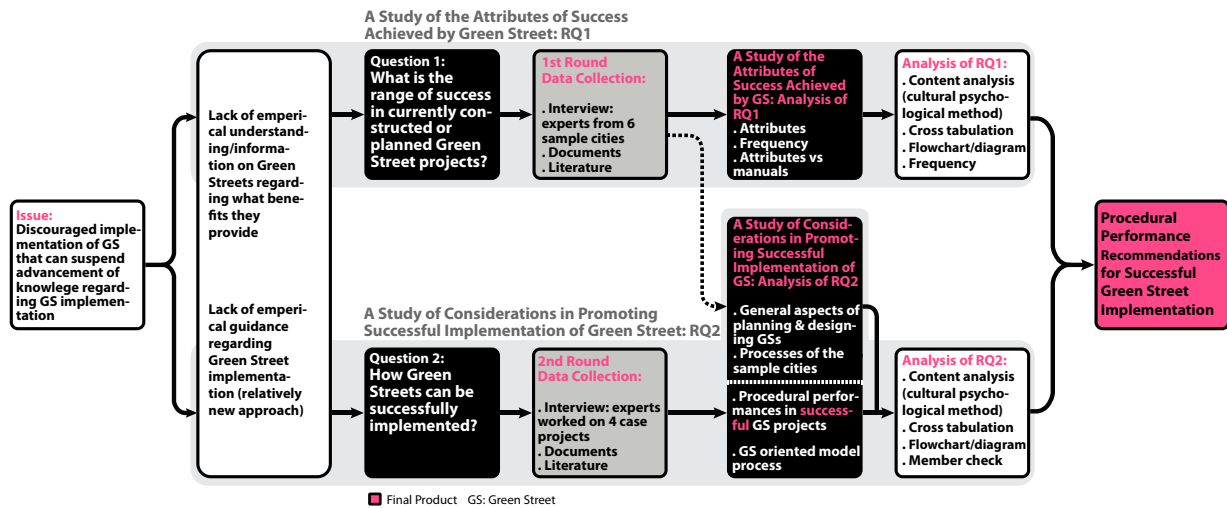 A Study of the Attributes of Success
Achieved by Green Street: RQ1
Issue:
Discouraged imple-
mentation of GS
that can suspend
advancement of
knowlege regard-
ing GS implemen-
tation
Lack of emperi-
cal understand-
ing/information
on Green
Streets regard-
ing what bene-
fits they
provide
Lack of emperi-
cal guidance
regarding
Green Street
implementa-
tion (relatively
new approach)
Question 1:
What is the
range of success
in currently con-
structed or
planned Green
Street projects?
1st Round
Data Collection:
. Interview:
experts from 6
sample cities
. Documents
. Literature
A Study of the
Attributes of
Success Achieved
by GS: Analysis of
RQ1
. Attributes
. Frequency
. Attributes vs
manuals
Analysis of RQ1:
. Content analysis
(cultural psycho-
logical method)
. Cross tabulation
. Flowchart/diagram
. Frequency
A Study of Considerations in Promoting
Successful Implementation of Green Street: RQ2
Question 2:
How Green
Streets can be
successfully
implemented?
2nd Round
Data Collection:
. Interview: experts
worked on 4 case
projects
. Documents
. Literature
A Study of Consid-
erations in Promot-
ing Successful
Implementation of
GS: Analysis of RQ2
. General aspects of
planning & design-
ing GSs
. Processes of the
sample cities
. Procedural perfor-
mances in success-
ful GS projects
. GS oriented model
process
Analysis of RQ2:
. Content analysis
(cultural psycho-
logical method)
. Cross tabulation
. Flowchart/diagram
. Member check
Procedural
Performance
Recommendations
for Successful
Green Street
Implementation
Final Product GS: Green Street